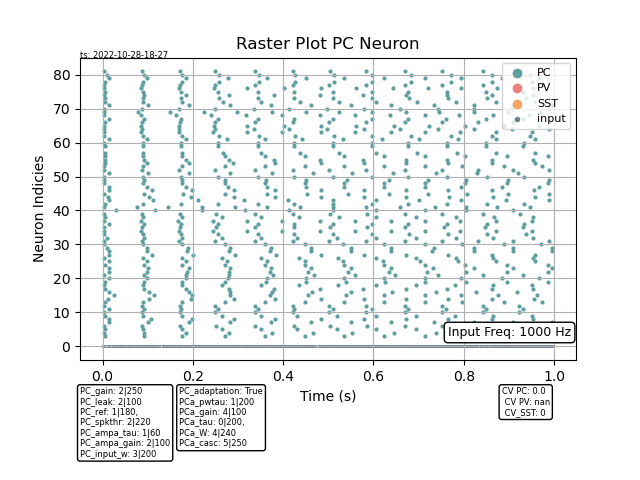 ts: 2022-10-28-18-27
Raster Plot PC Neuron
PC
PV
SST
input
80
70
60
50
40
30
20
10
0
Neuron Indicies
Input Freq: 1000 Hz
0.0 0.2 0.4 0.6 0.8 1.0
Time (s)
PC_gain: 2|250
PC_leak: 2|100
PC_ref: 1|180,
PC_spkthr: 2|220
PC_ampa_tau: 1|60
PC_ampa_gain: 2|100
PC_input_w: 3|200
PC_adaptation: True
PCa_pwtau: 1|200
PCa_gain: 4|100
PCa_tau: 0|200,
PCa_W: 4|240
PCa_casc: 5|250
CV PC: 0.0
CV PV: nan
CV_SST: 0